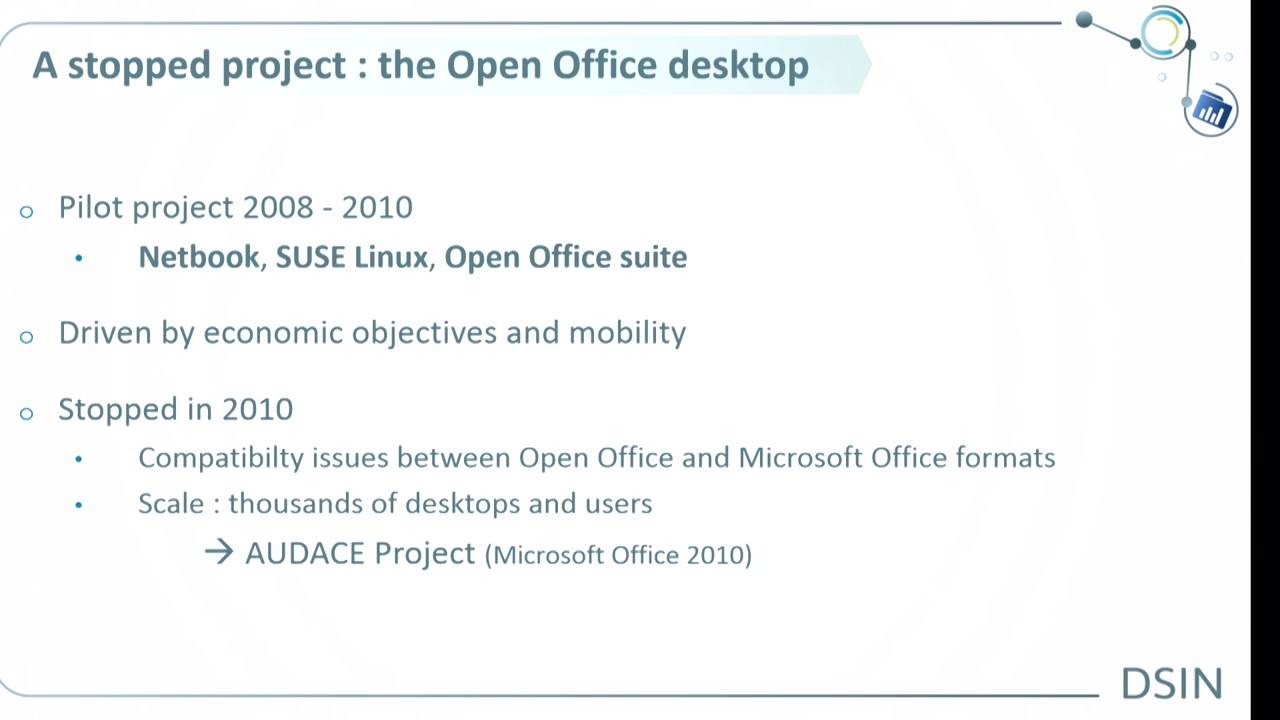 A stopped project : the Open Office desktop
Pilot project 2008 - 2010
Netbook, SUSE Linux, Open Office suite
Driven by economic objectives and mobility
Stopped in 2010
Compatibilty issues between Open Office and Microsoft Office formats
Scale : thousands of desktops and users
→ AUDACE Project (Microsoft Office 2010)
DSIN